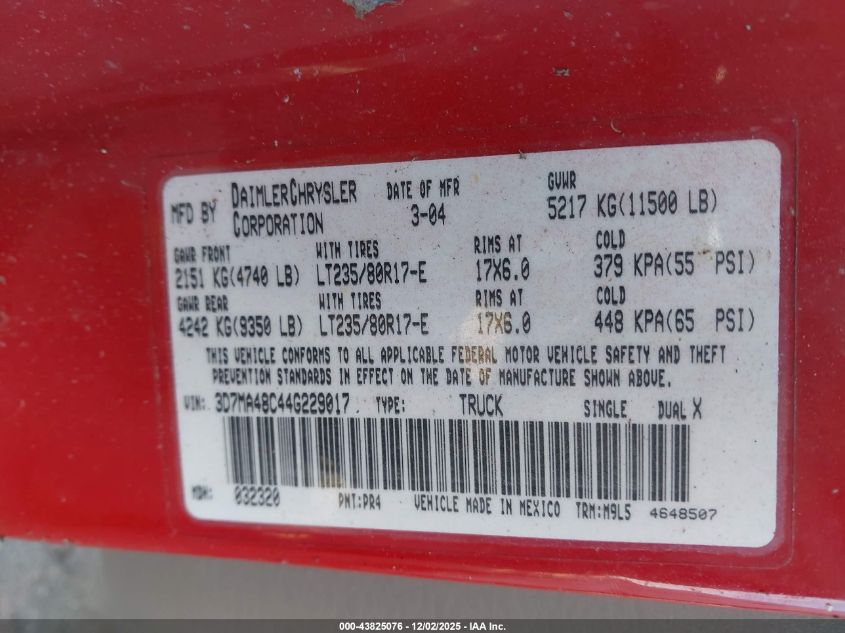 MFD BY DAIMLERCHRYSLER CORPORATION DATE OF MFR 3-04 GVWR 5217 KG(11500 LB)
GAWR FRONT WITH TIRES RIMS AT COLD
2151 KG(4740 LB) LT235/80R17-E 17X6.0 379 KPA(55 PSI)
GAWR REAR WITH TIRES RIMS AT COLD
4242 KG(9350 LB) LT235/80R17-E 17X6.0 448 KPA(65 PSI)
THIS VEHICLE CONFORMS TO ALL APPLICABLE FEDERAL MOTOR VEHICLE SAFETY AND THEFT
PREVENTION STANDARDS IN EFFECT ON THE DATE OF MANUFACTURE SHOWN ABOVE.
VIN: 3D7MA48C44G229017 TYPE: TRUCK SINGLE DUAL X
MDH: 032320 PNT:PR4 VEHICLE MADE IN MEXICO TRM:M9L5 4648507
000-43825076 - 12/02/2025 - IAA Inc.